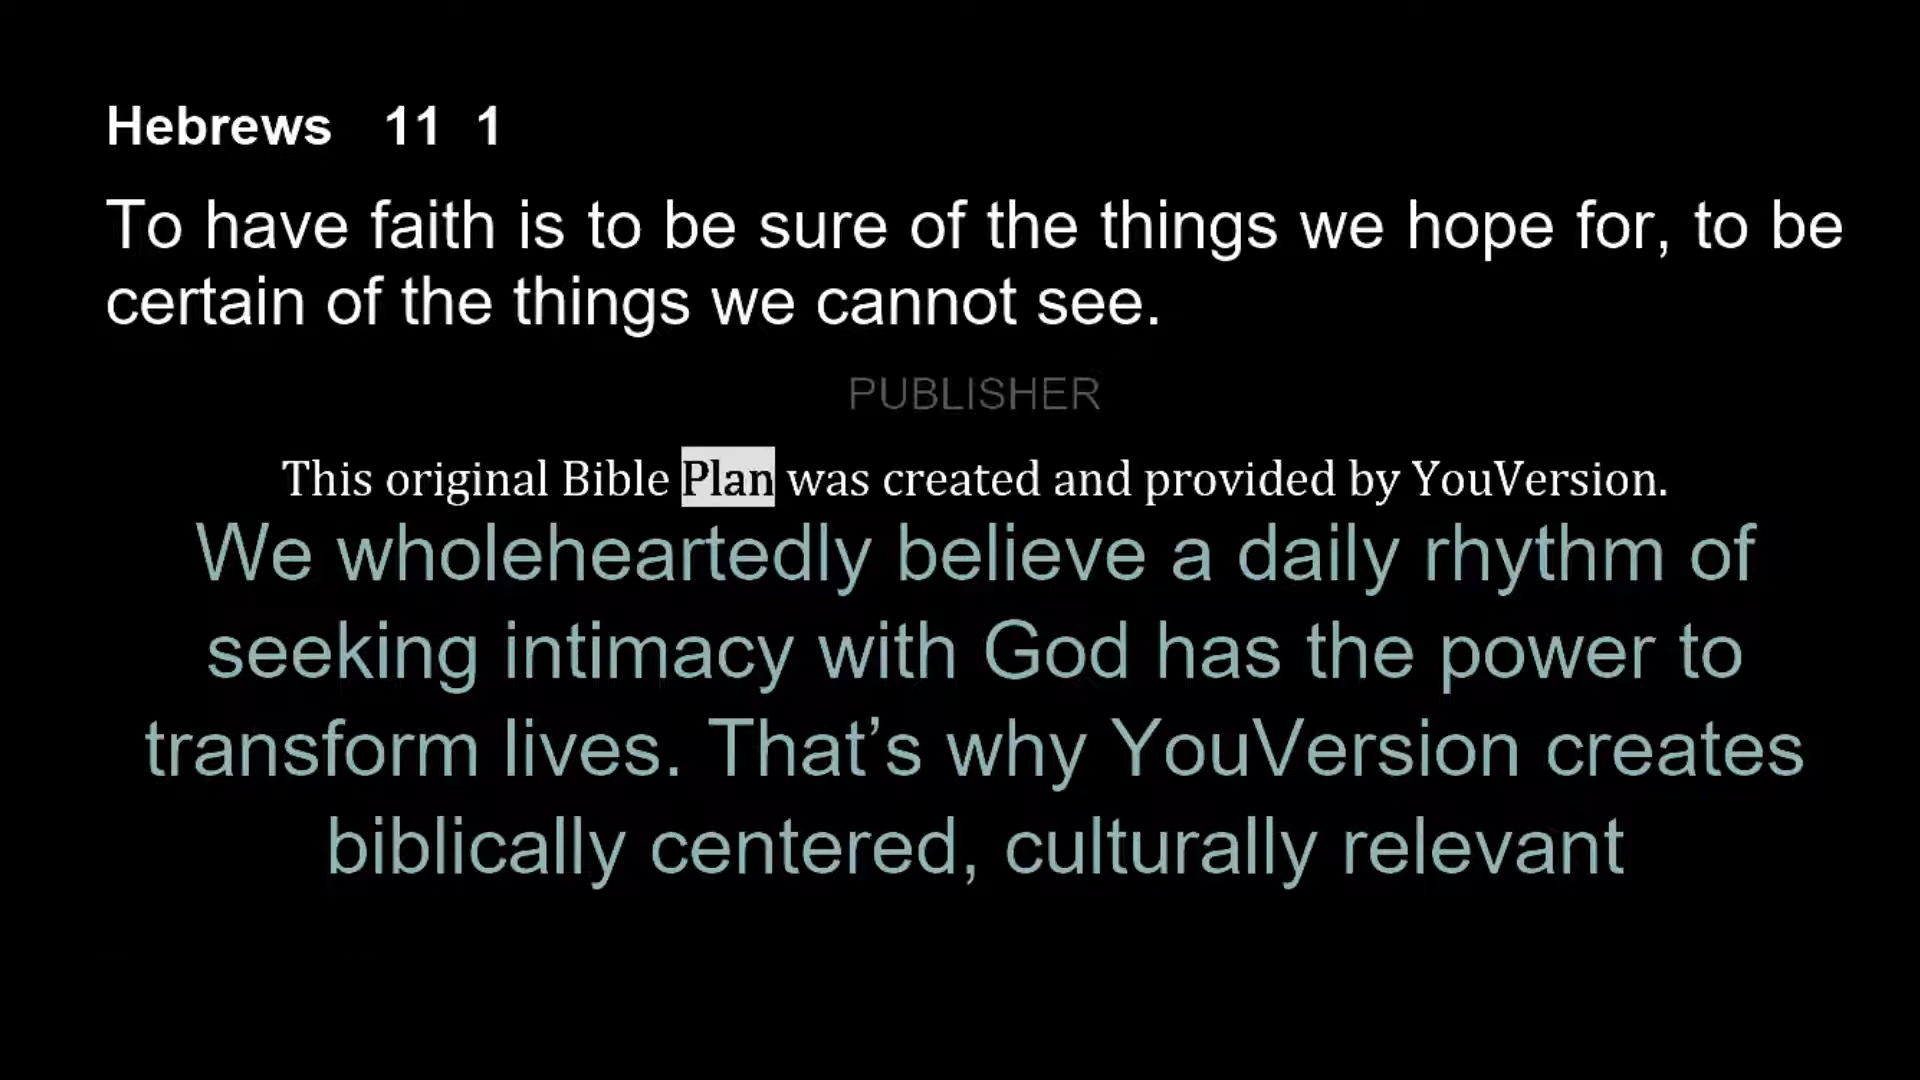 Hebrews 11 1
To have faith is to be sure of the things we hope for, to be
certain of the things we cannot see.
PUBLISHER
This original Bible Plan was created and provided by YouVersion.
We wholeheartedly believe a daily rhythm of
seeking intimacy with God has the power to
transform lives. That’s why YouVersion creates
biblically centered, culturally relevant